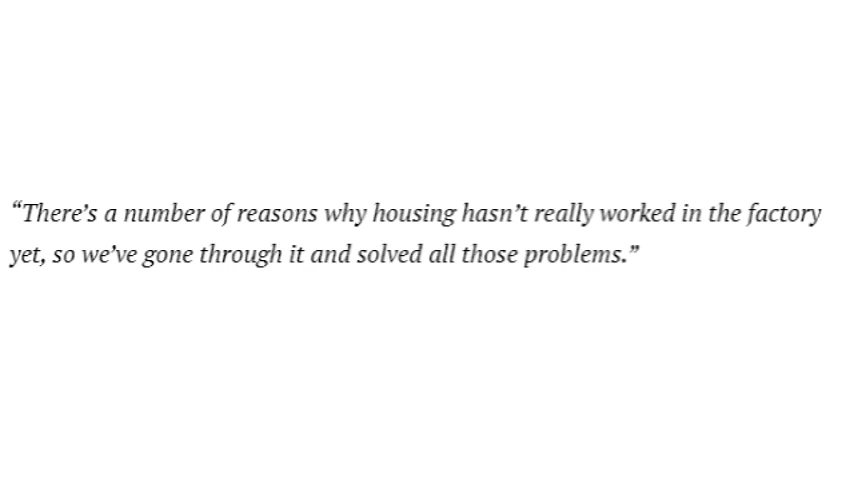 “There’s a number of reasons why housing hasn’t really worked in the factory
yet, so we’ve gone through it and solved all those problems.”